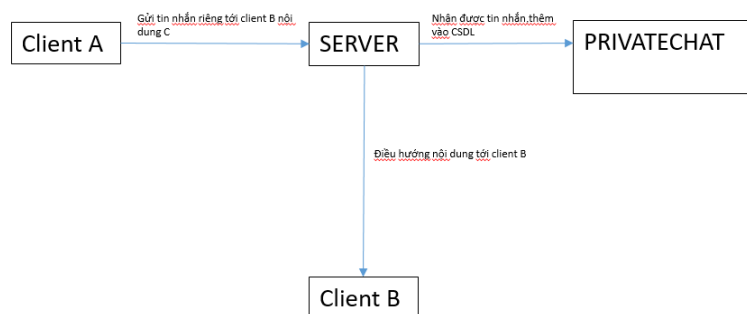 Gửi tin nhắn riêng tới client B nội
dung C
Nhân được tin nhắn,thêm
vào CSDL
Client A
SERVER
PRIVATECHAT
Điều hướng nội dung tới client B
Client B